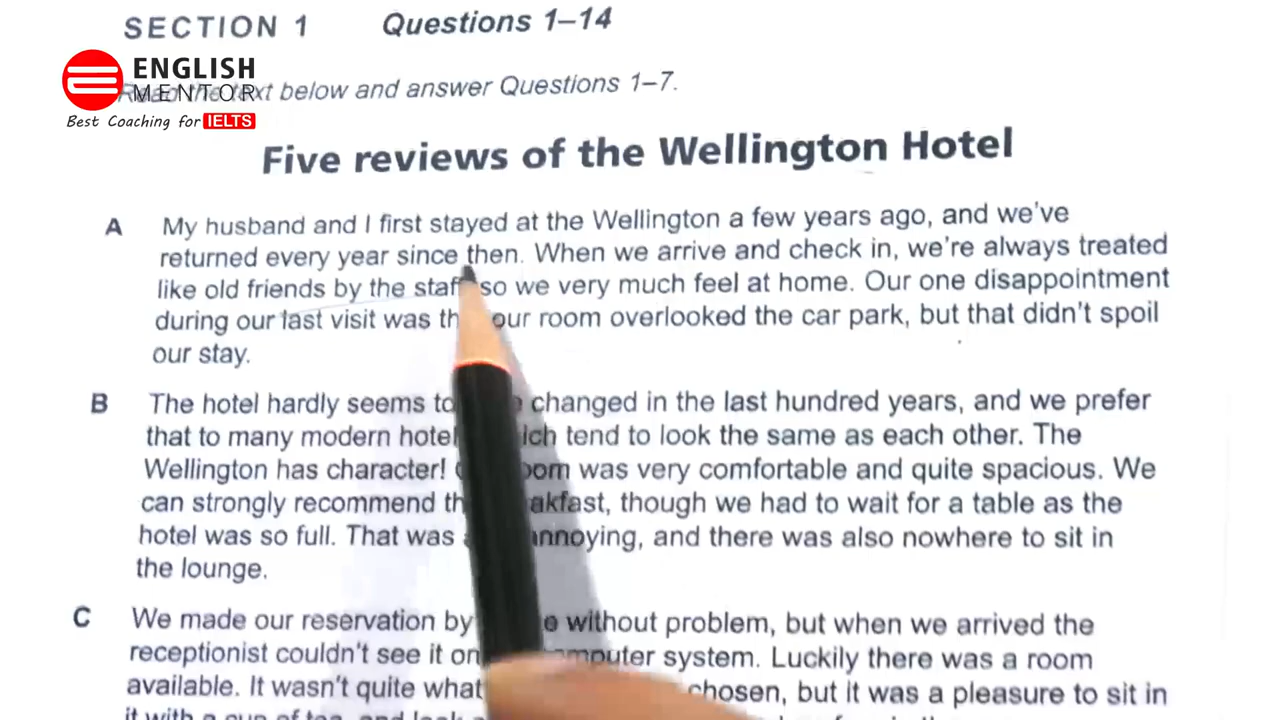 SECTION 1 Questions 1–14
ENGLISH
MENTOR
Best Coaching for IELTS
text below and answer Questions 1–7.
Five reviews of the Wellington Hotel
A My husband and I first stayed at the Wellington a few years ago, and we've
returned every year since then. When we arrive and check in, we're always treated
like old friends by the staff so we very much feel at home. Our one disappointment
during our last visit was our room overlooked the car park, but that didn't spoil
our stay.
B The hotel hardly seems to changed in the last hundred years, and we prefer
that to many modern tend to look the same as each other. The
Wellington has character! was very comfortable and quite spacious. We
can strongly recommend though we had to wait for a table as the
hotel was so full. That was annoying, and there was also nowhere to sit in
the lounge.
C We made our reservation by without problem, but when we arrived the
receptionist couldn't see it on computer system. Luckily there was a room
available. It wasn't quite what chosen, but it was a pleasure to sit in
it with a cup of tea, and